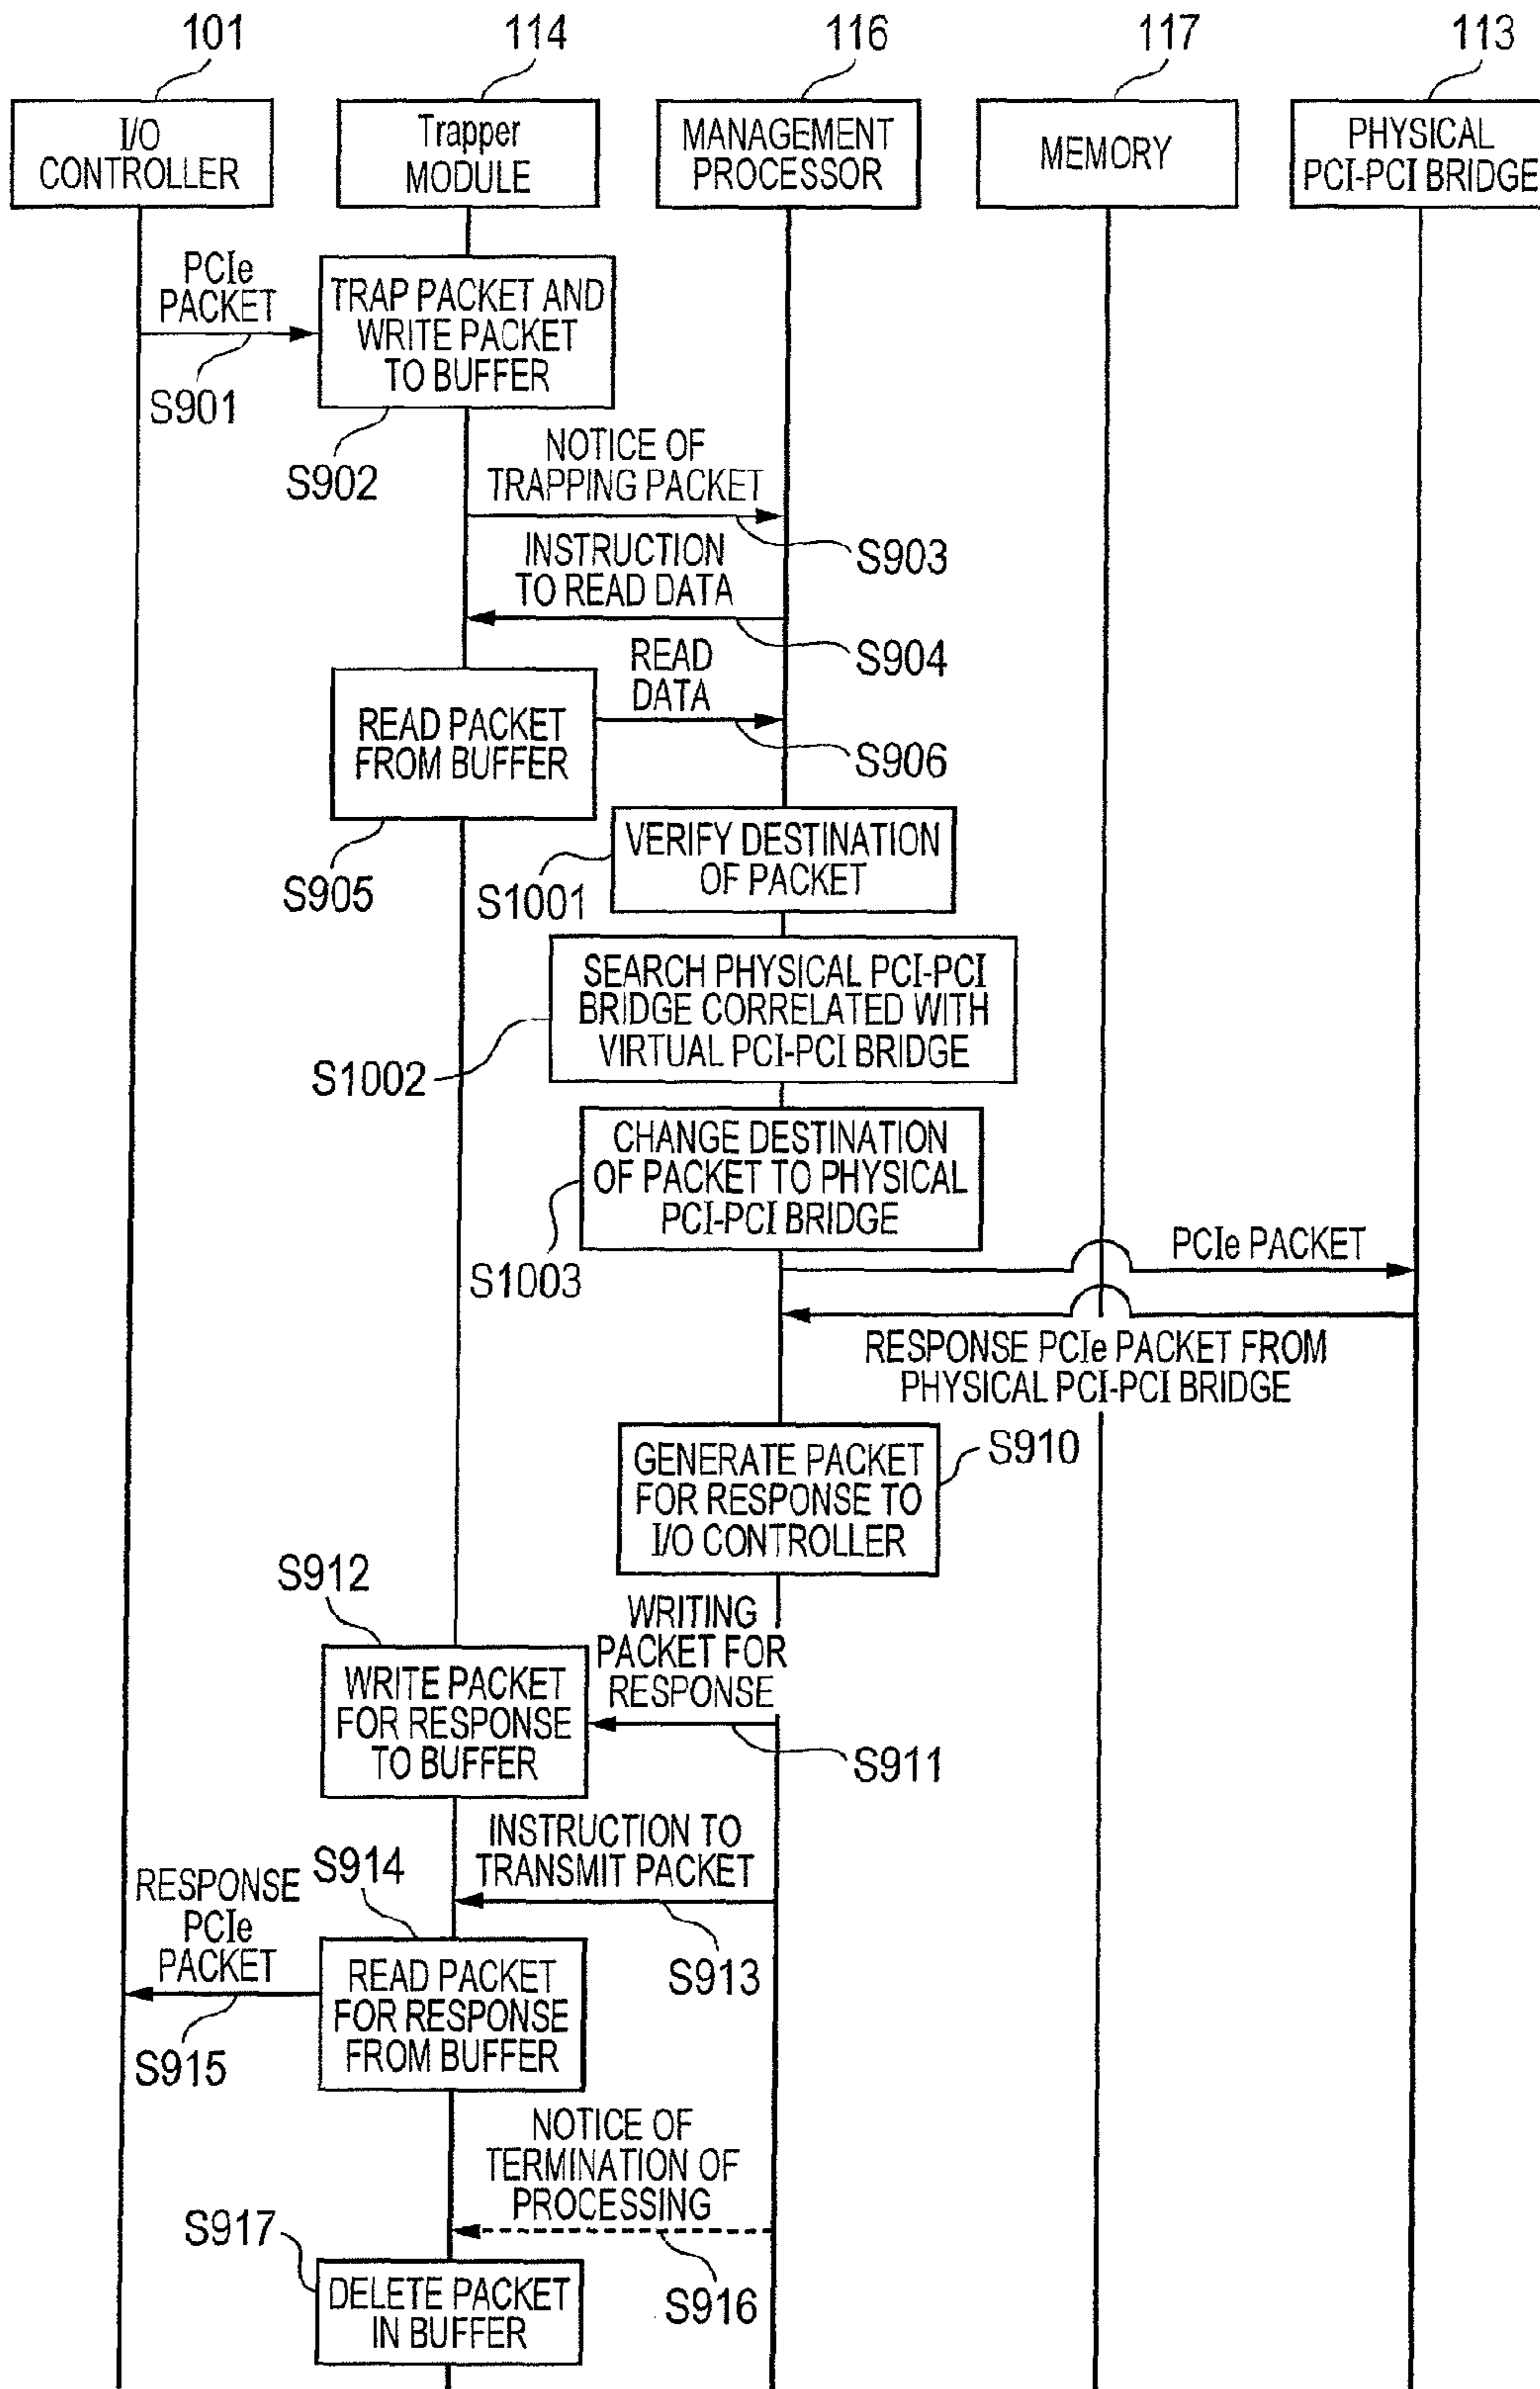 101
114
116
117
113
I/O
CONTROLLER
Trapper
MODULE
MANAGEMENT
PROCESSOR
MEMORY
PHYSICAL
PCI-PCI BRIDGE
PCIe
PACKET
S901
TRAP PACKET AND
WRITE PACKET
TO BUFFER
S902
NOTICE OF
TRAPPING PACKET
S903
INSTRUCTION
TO READ DATA
S904
READ
DATA
S906
READ PACKET
FROM BUFFER
S905
VERIFY DESTINATION
OF PACKET
S1001
SEARCH PHYSICAL PCI-PCI
BRIDGE CORRELATED WITH
VIRTUAL PCI-PCI BRIDGE
S1002
CHANGE DESTINATION
OF PACKET TO PHYSICAL
PCI-PCI BRIDGE
S1003
PCIe PACKET
RESPONSE PCIe PACKET FROM
PHYSICAL PCI-PCI BRIDGE
GENERATE PACKET
FOR RESPONSE TO
I/O CONTROLLER
S910
S912
WRITING
PACKET FOR
RESPONSE
S911
WRITE PACKET
FOR RESPONSE
TO BUFFER
INSTRUCTION TO
TRANSMIT PACKET
S913
S914
RESPONSE
PCIe
PACKET
S915
READ PACKET
FOR RESPONSE
FROM BUFFER
NOTICE OF
TERMINATION OF
PROCESSING
S916
S917
DELETE PACKET
IN BUFFER